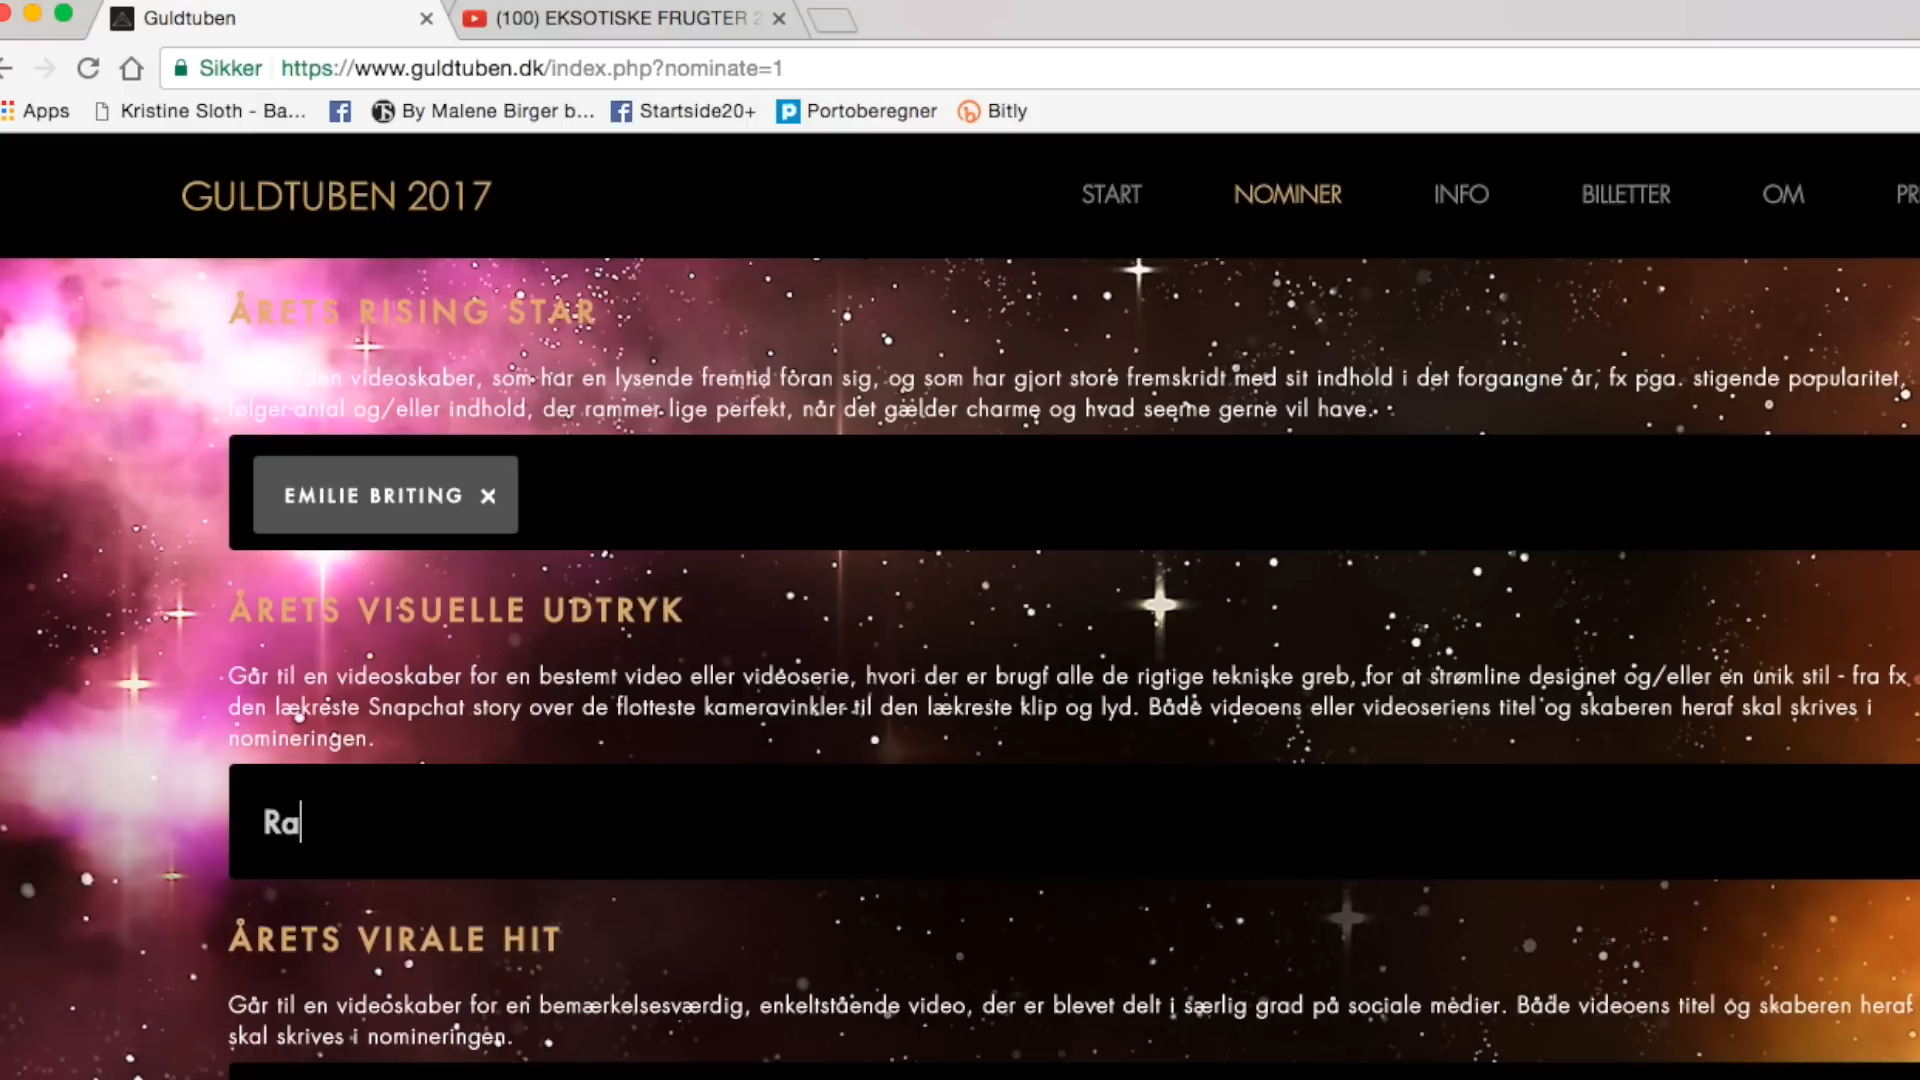 Guldtuben
(100) EKSOTISKE FRUGTER
Sikker https://www.guldtuben.dk/index.php?nominate=1
Apps Kristine Sloth - Ba... By Malene Birger b... Startside20+ Portoberegner Bitly
GULDTUBEN 2017 START NOMINER INFO BILLETTER OM PR
ÅRETS RISING STAR
den videoskaber, som har en lysende fremtid foran sig, og som har gjort store fremskridt med sit indhold i det forgangne år, fx pga. stigende popularitet,
følger-antal og/eller indhold, der rammer lige perfekt, når det gælder charme og hvad seerne gerne vil have.
EMILIE BRITING
ÅRETS VISUELLE UDTRYK
Går til en videoskaber for en bestemt video eller videoserie, hvori der er brugt alle de rigtige tekniske greb, for at strømline designet og/eller en unik stil - fra fx
den lækreste Snapchat story over de flotteste kameravinkler til den lækreste klip og lyd. Både videoens eller videoseriens titel og skaberen heraf skal skrives i
nomineringen.
Ra
ÅRETS VIRALE HIT
Går til en videoskaber for en bemærkelsesværdig, enkeltstående video, der er blevet delt i særlig grad på sociale medier. Både videoens titel og skaberen heraf
skal skrives i nomineringen.